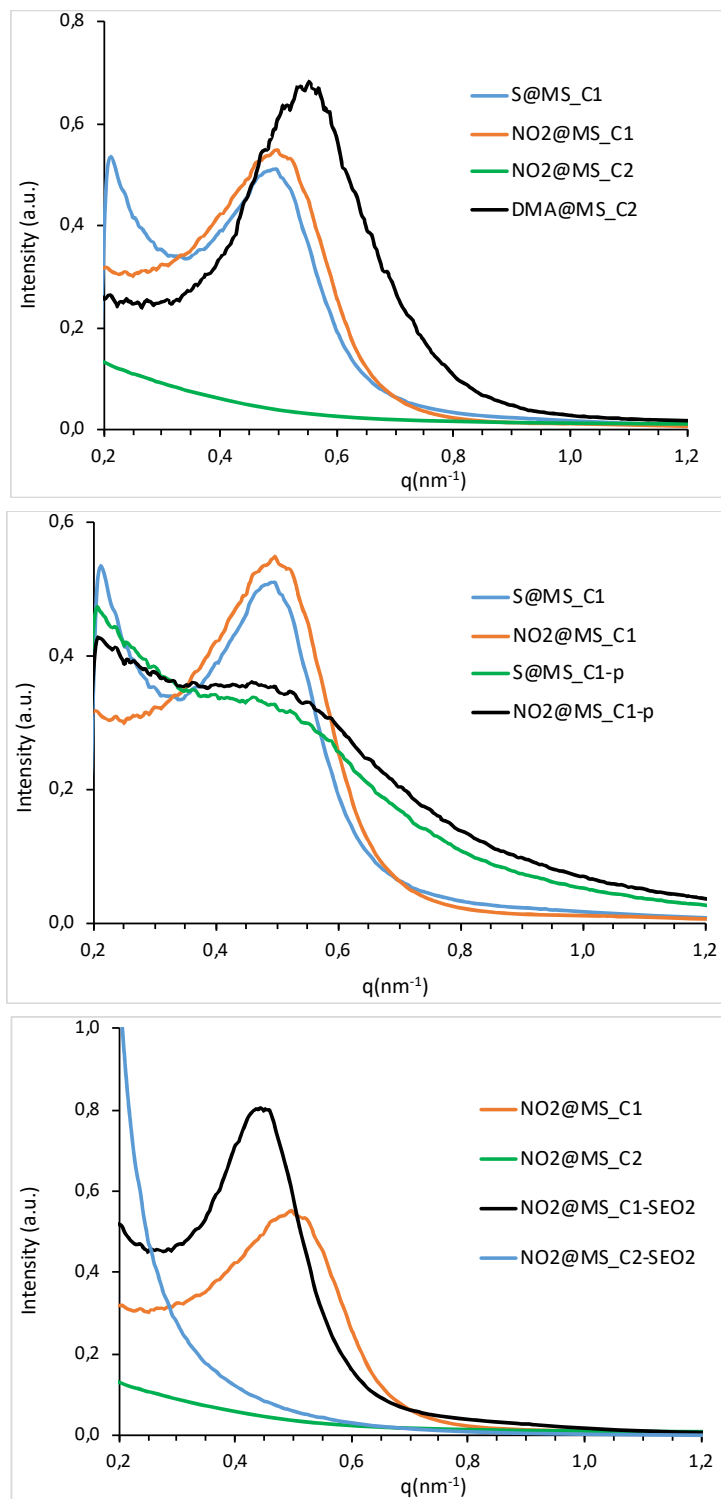 0,8
S@MS_C1
NO2@MS_C1
NO2@MS_C2
DMA@MS_C2
0,6
0,4
0,2
0,0
Intensity (a.u.)
0,2 0,4 0,6 0,8 1,0 1,2
q(nm-1)
0,6
S@MS_C1
NO2@MS_C1
S@MS_C1-p
NO2@MS_C1-p
0,4
0,2
0,0
Intensity (a.u.)
0,2 0,4 0,6 0,8 1,0 1,2
q(nm-1)
1,0
NO2@MS_C1
NO2@MS_C2
NO2@MS_C1-SEO2
NO2@MS_C2-SEO2
0,8
0,6
0,4
0,2
0,0
Intensity (a.u.)
0,2 0,4 0,6 0,8 1,0 1,2
q(nm-1)